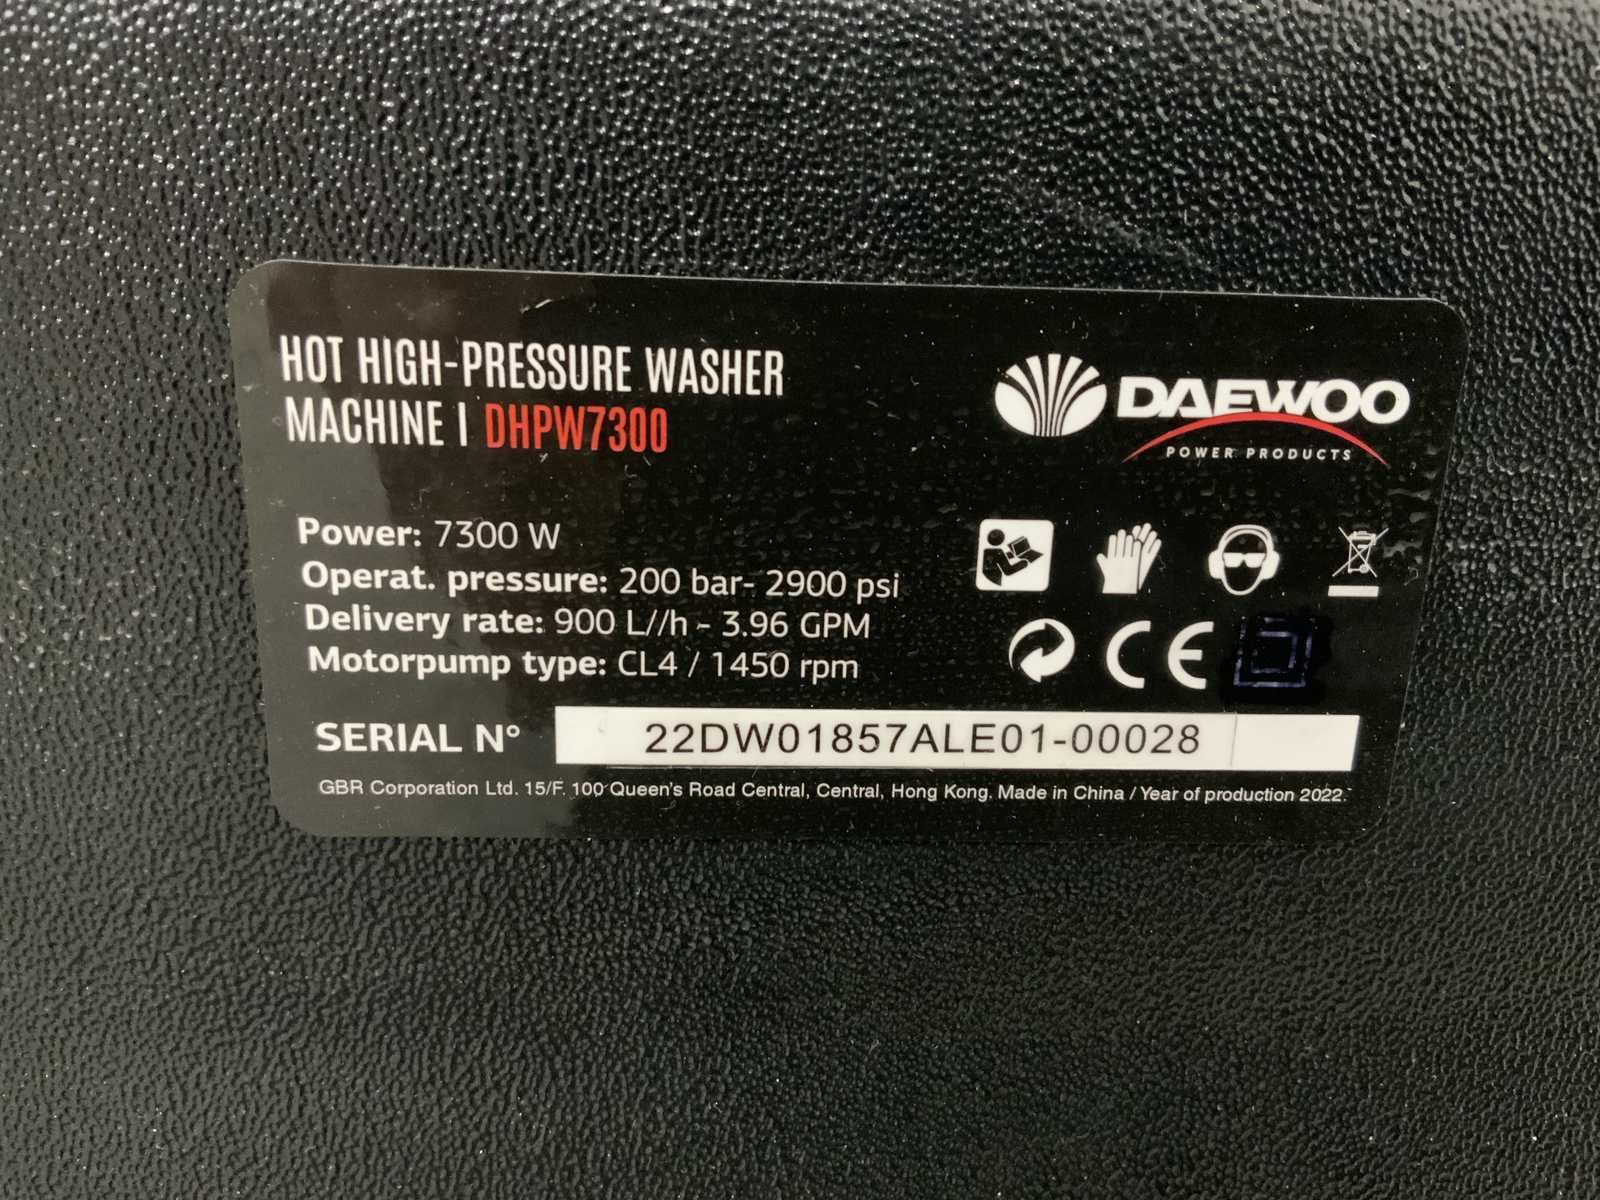 HOT HIGH-PRESSURE WASHER
MACHINE | DHPW7300
DAEWOO
POWER PRODUCTS
Power: 7300 W
Operat. pressure: 200 bar- 2900 psi
Delivery rate: 900 L//h - 3.96 GPM
Motorpump type: CL4 / 1450 rpm
CE
SERIAL N° 22DW01857ALE01-00028
GBR Corporation Ltd. 15/F. 100 Queen's Road Central, Central, Hong Kong. Made in China / Year of production 2022.